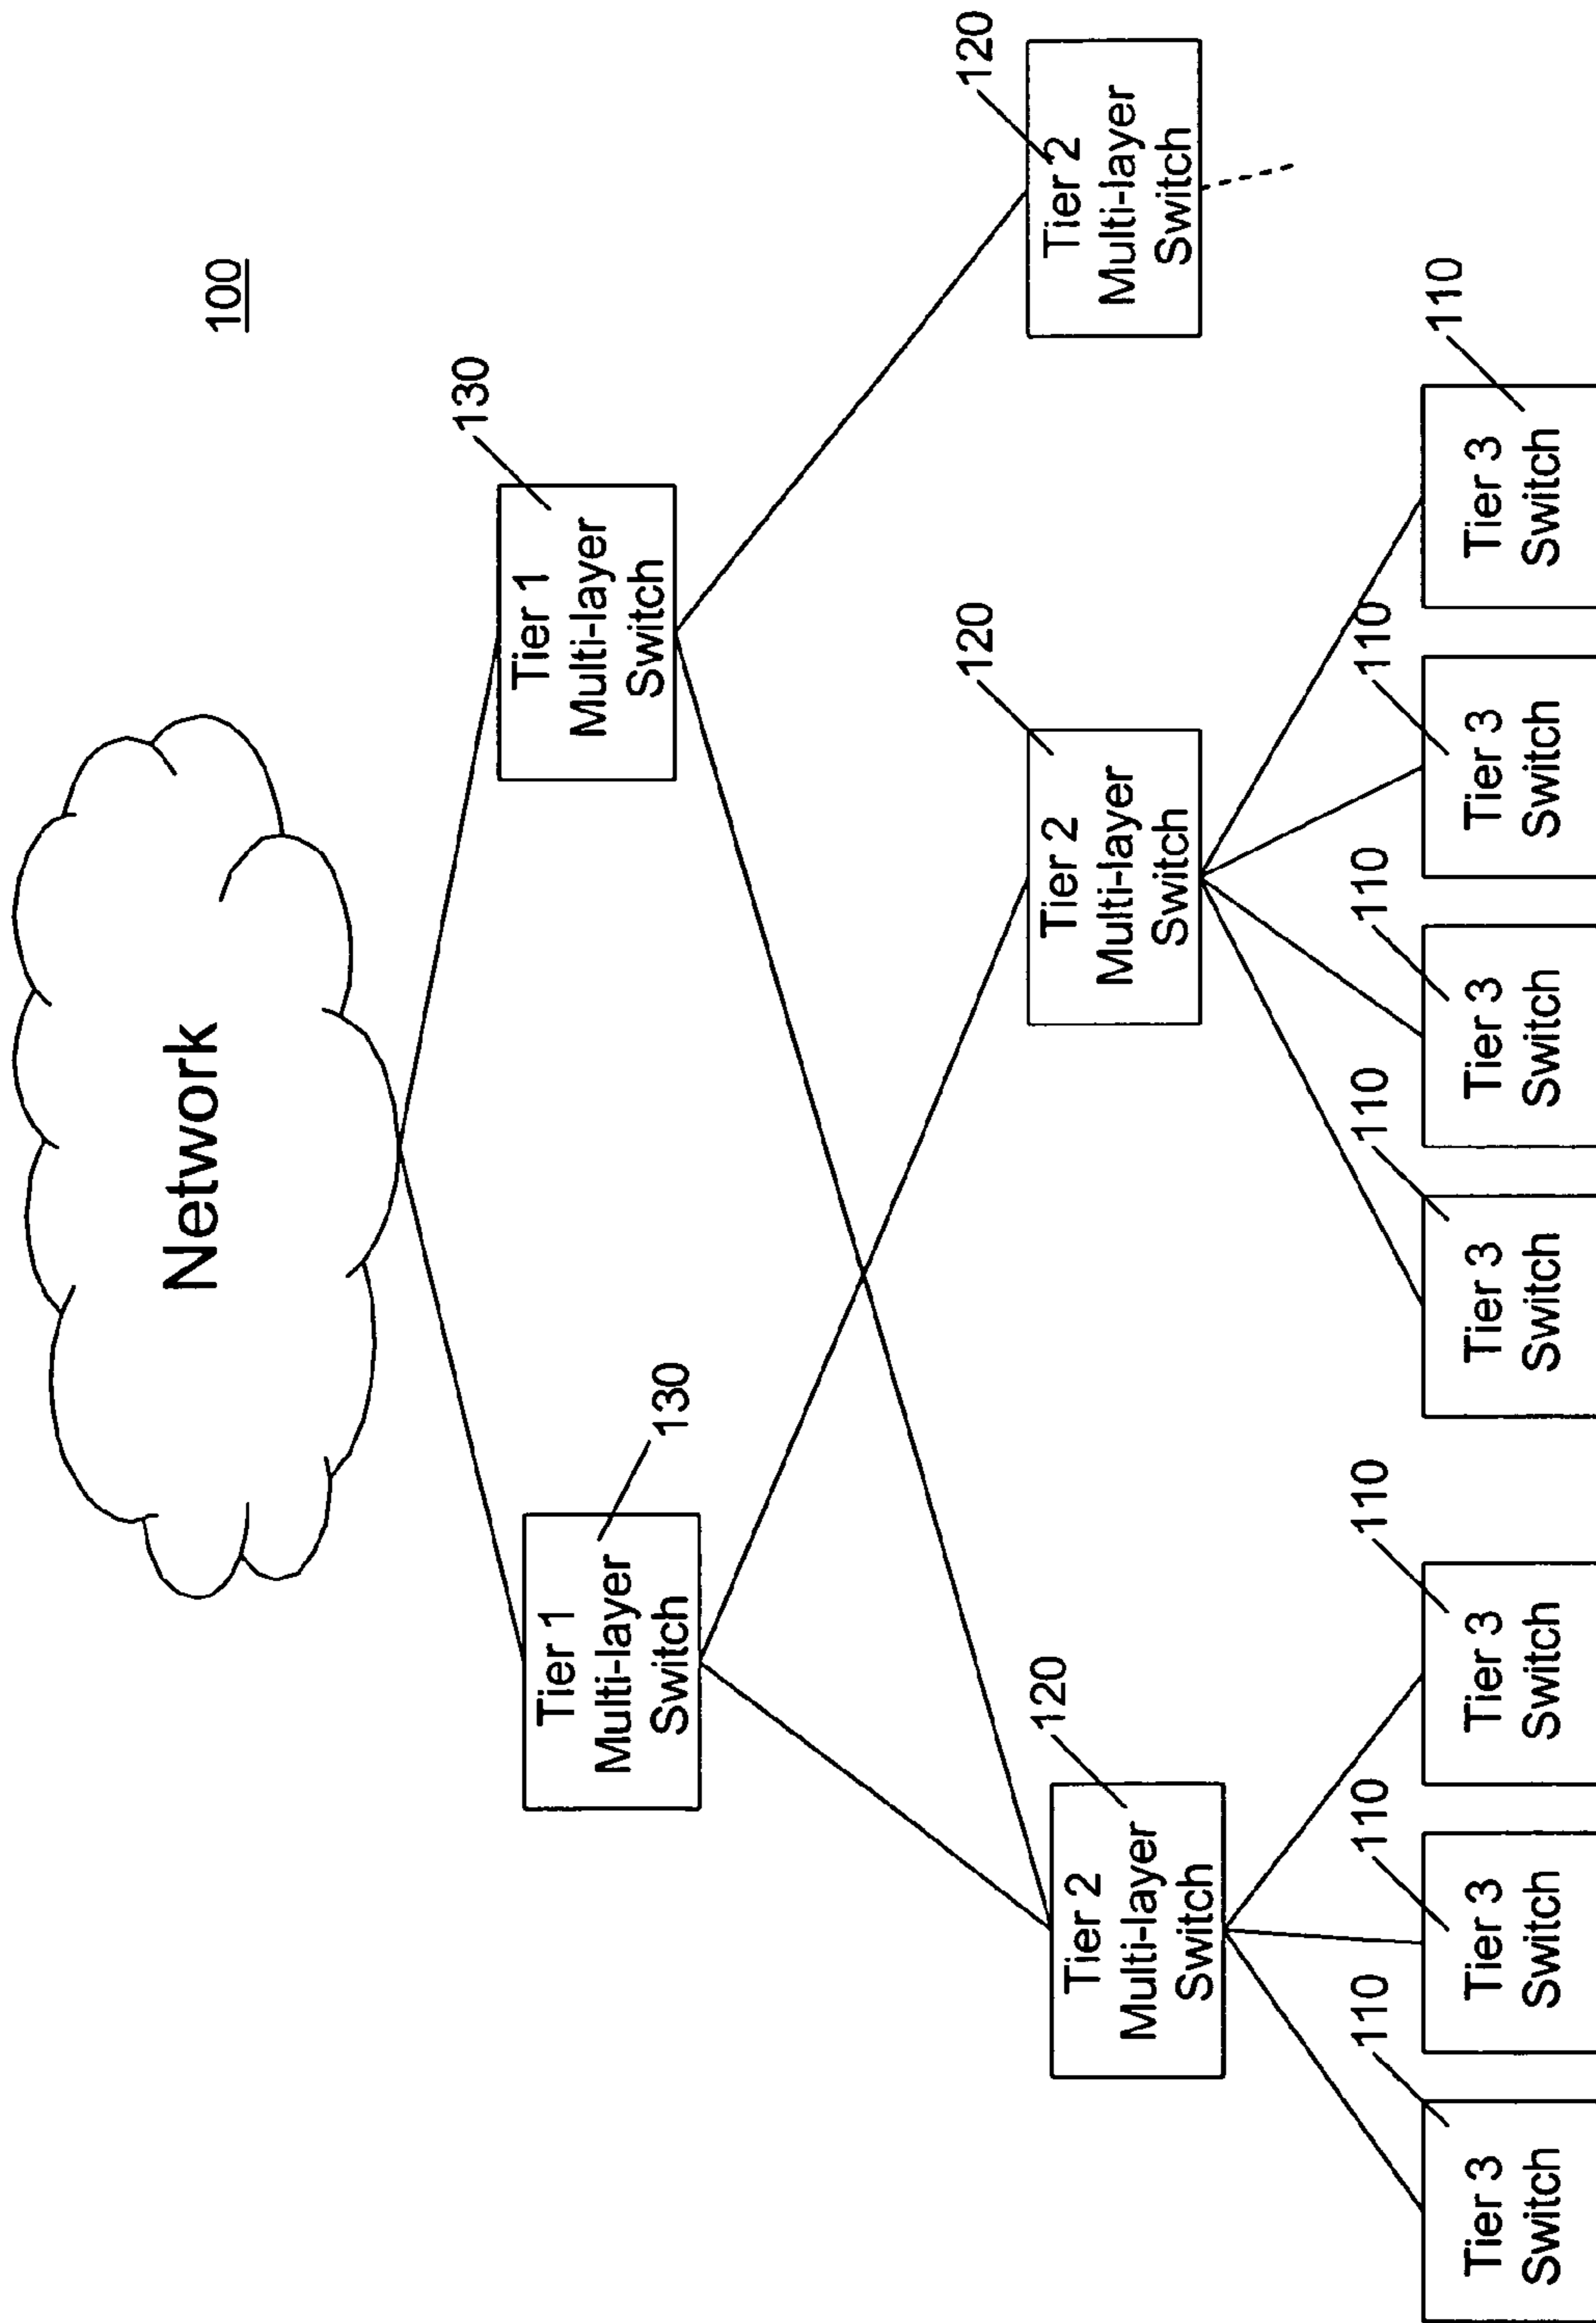 100
Network
130
Tier 1
Multi-layer
Switch
130
Tier 1
Multi-layer
Switch
120
Tier 2
Multi-layer
Switch
120
Tier 2
Multi-layer
Switch
120
Tier 2
Multi-layer
Switch
110
Tier 3
Switch
110
Tier 3
Switch
110
Tier 3
Switch
110
Tier 3
Switch
110
Tier 3
Switch
110
Tier 3
Switch
110
Tier 3
Switch